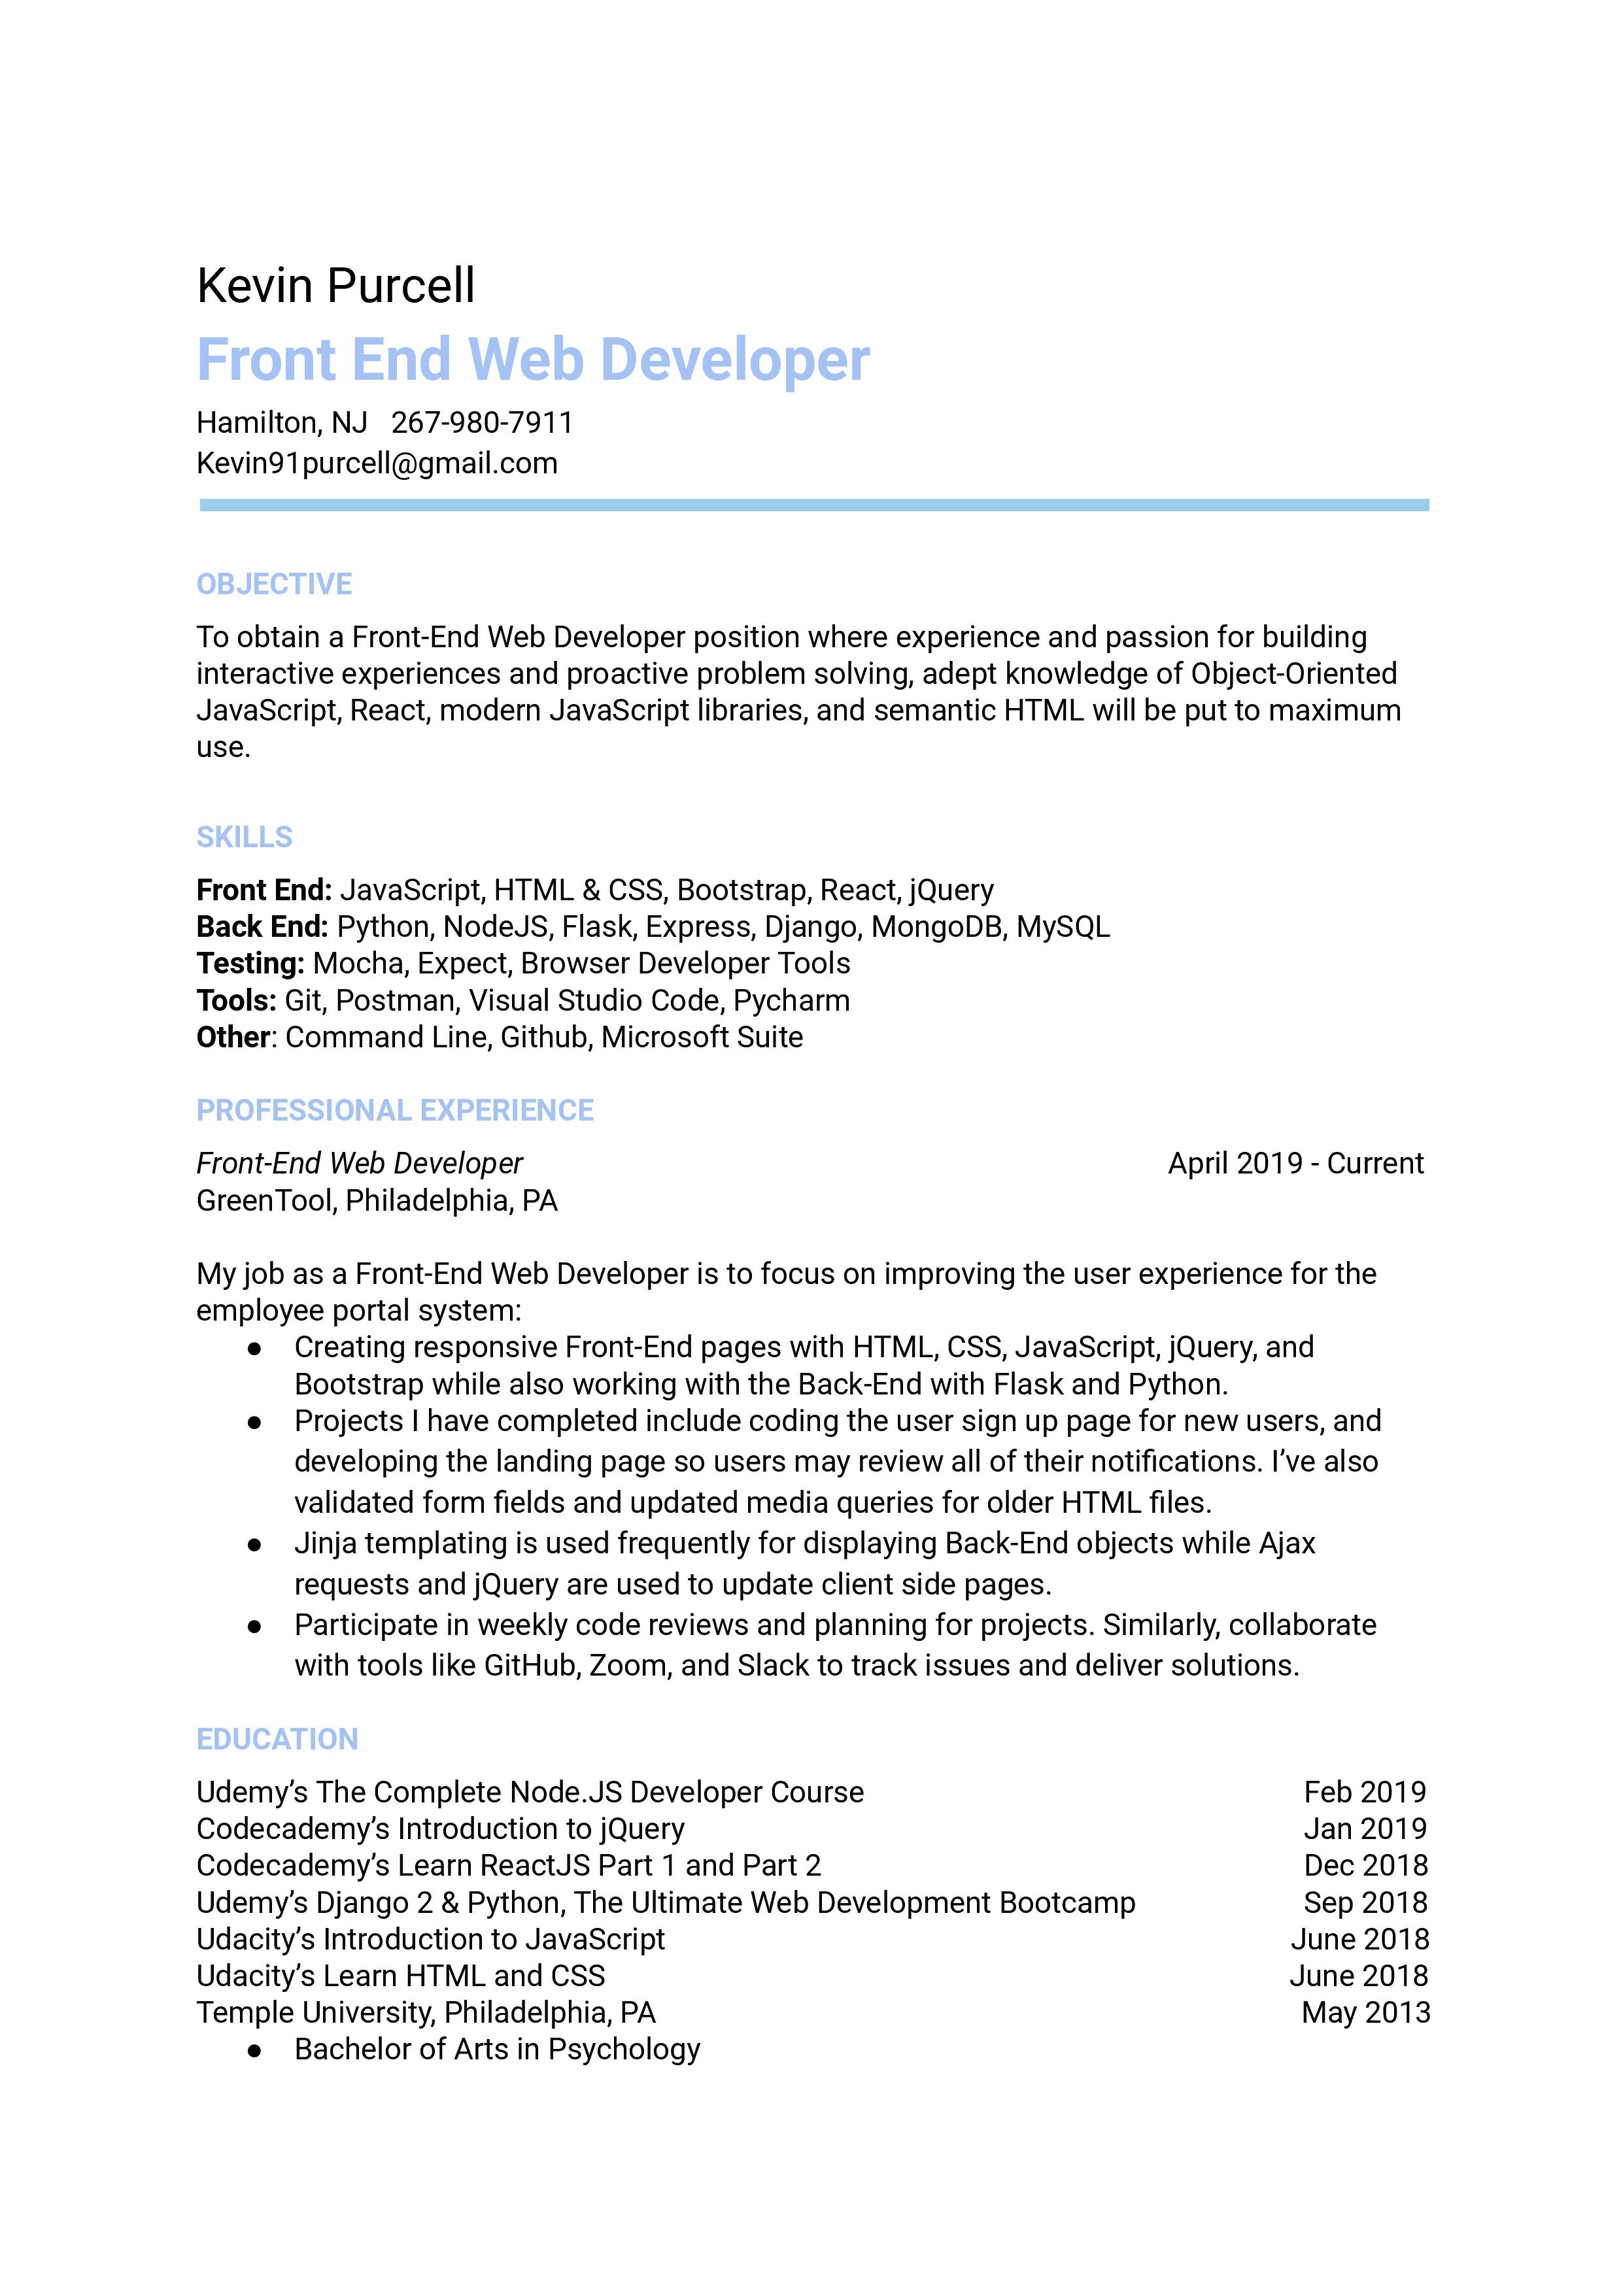 Kevin Purcell
Front End Web Developer
Hamilton, NJ   267-980-7911
Kevin91purcell@gmail.com
OBJECTIVE
To obtain a Front-End Web Developer position where experience and passion for building
interactive experiences and proactive problem solving, adept knowledge of Object-Oriented
JavaScript, React, modern JavaScript libraries, and semantic HTML will be put to maximum
use.
SKILLS
Front End: JavaScript, HTML & CSS, Bootstrap, React, jQuery
Back End: Python, NodeJS, Flask, Express, Django, MongoDB, MySQL
Testing: Mocha, Expect, Browser Developer Tools
Tools: Git, Postman, Visual Studio Code, Pycharm
Other: Command Line, Github, Microsoft Suite
PROFESSIONAL EXPERIENCE
Front-End Web Developer April 2019 - Current
GreenTool, Philadelphia, PA
My job as a Front-End Web Developer is to focus on improving the user experience for the
employee portal system:
● Creating responsive Front-End pages with HTML, CSS, JavaScript, jQuery, and
Bootstrap while also working with the Back-End with Flask and Python.
● Projects I have completed include coding the user sign up page for new users, and
developing the landing page so users may review all of their notifications. I’ve also
validated form fields and updated media queries for older HTML files.
● Jinja templating is used frequently for displaying Back-End objects while Ajax
requests and jQuery are used to update client side pages.
● Participate in weekly code reviews and planning for projects. Similarly, collaborate
with tools like GitHub, Zoom, and Slack to track issues and deliver solutions.
EDUCATION
Udemy’s The Complete Node.JS Developer Course Feb 2019
Codecademy’s Introduction to jQuery Jan 2019
Codecademy’s Learn ReactJS Part 1 and Part 2 Dec 2018
Udemy’s Django 2 & Python, The Ultimate Web Development Bootcamp Sep 2018
Udacity’s Introduction to JavaScript June 2018
Udacity’s Learn HTML and CSS June 2018
Temple University, Philadelphia, PA May 2013
● Bachelor of Arts in Psychology